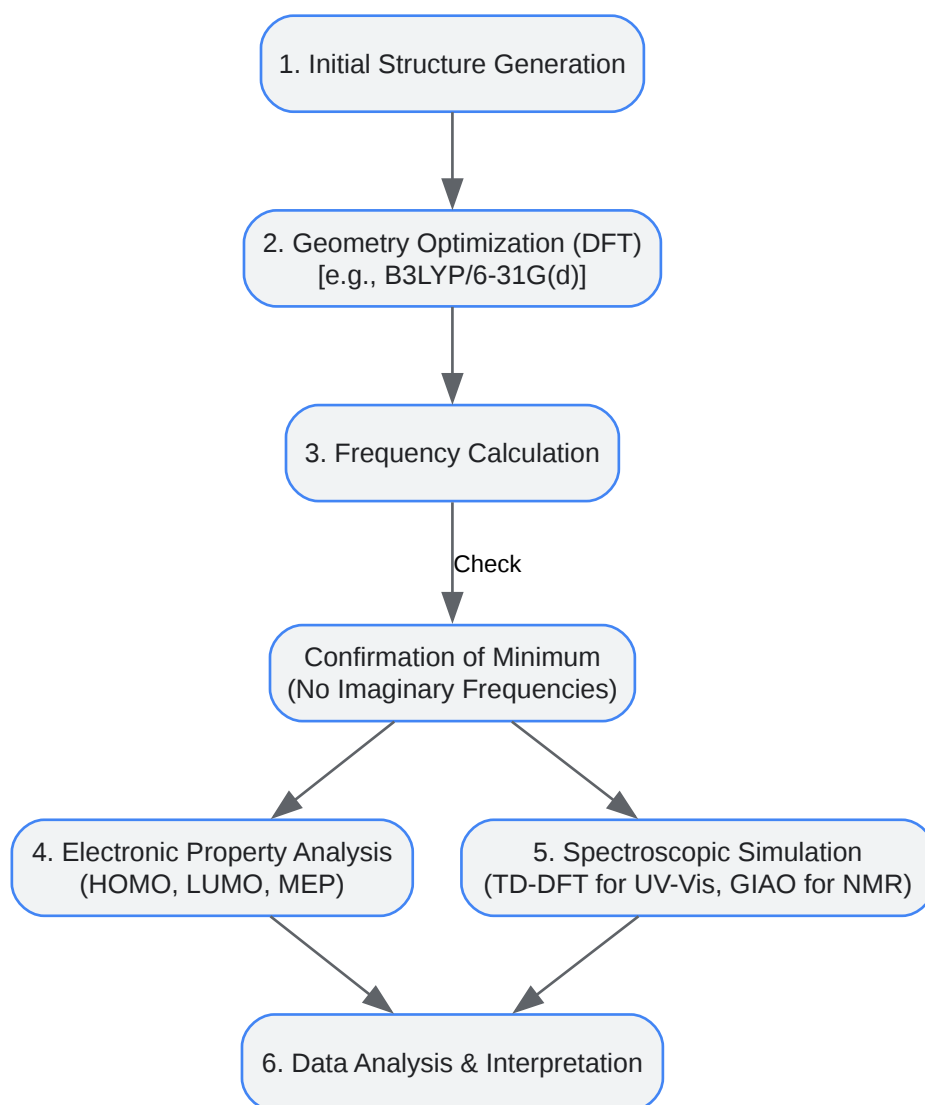 1. Initial Structure Generation
2. Geometry Optimization (DFT)
[e.g., B3LYP/6-31G(d)]
3. Frequency Calculation
Check
Confirmation of Minimum
(No Imaginary Frequencies)
4. Electronic Property Analysis
(HOMO, LUMO, MEP)
5. Spectroscopic Simulation
(TD-DFT for UV-Vis, GIAO for NMR)
6. Data Analysis & Interpretation